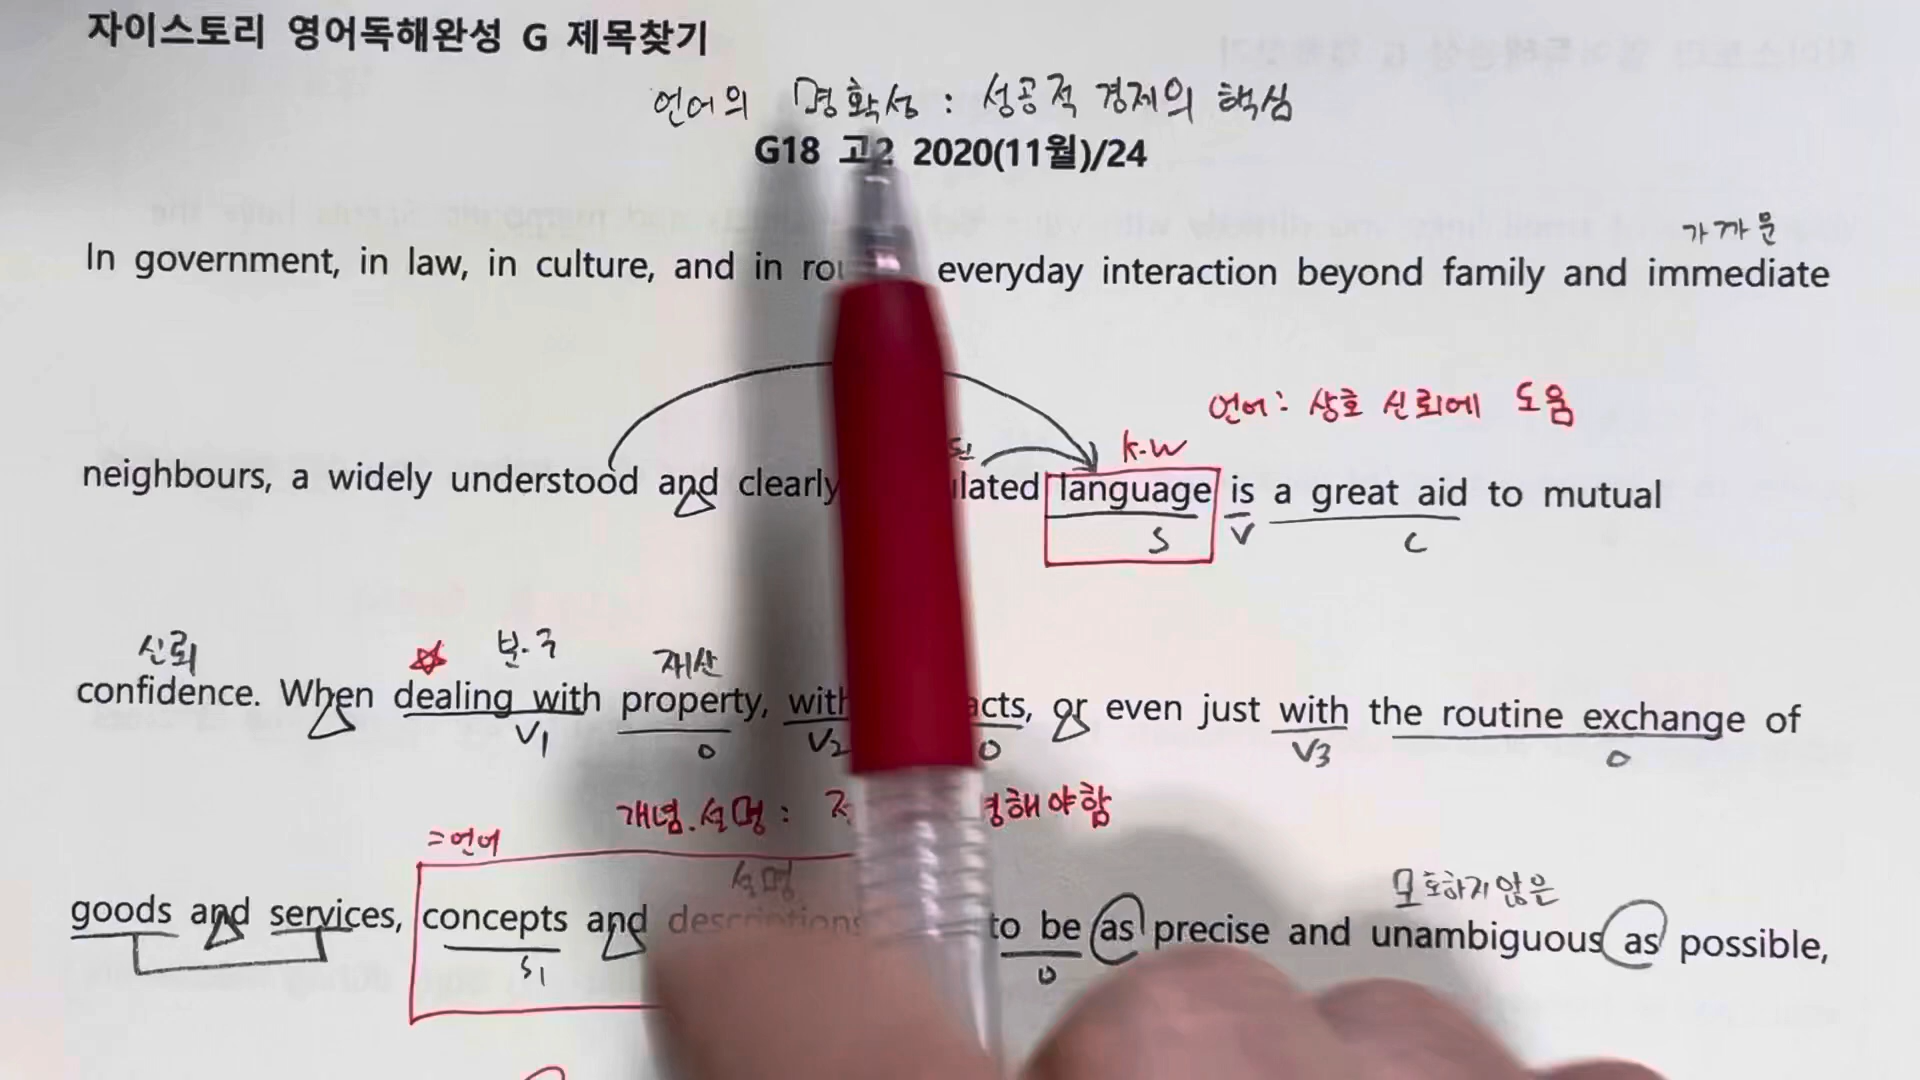 자이스토리 영어독해완성 G 제목찾기
언어의 명확성 : 성공적 경제의 핵심
G18 고2 2020(11월)/24
가까운
In government, in law, in culture, and in everyday interaction beyond family and immediate
언어: 상호 신뢰에 도움
된 K.W
neighbours, a widely understood and clearly language is a great aid to mutual
S V C
신뢰 재산
confidence. When dealing with property, with or even just with the routine exchange of
V1 O V2 O V3 O
개념.설명: 해야함
=언어 설명 모호하지 않은
goods and services, concepts and descriptions to be as precise and unambiguous as possible,
S1 O